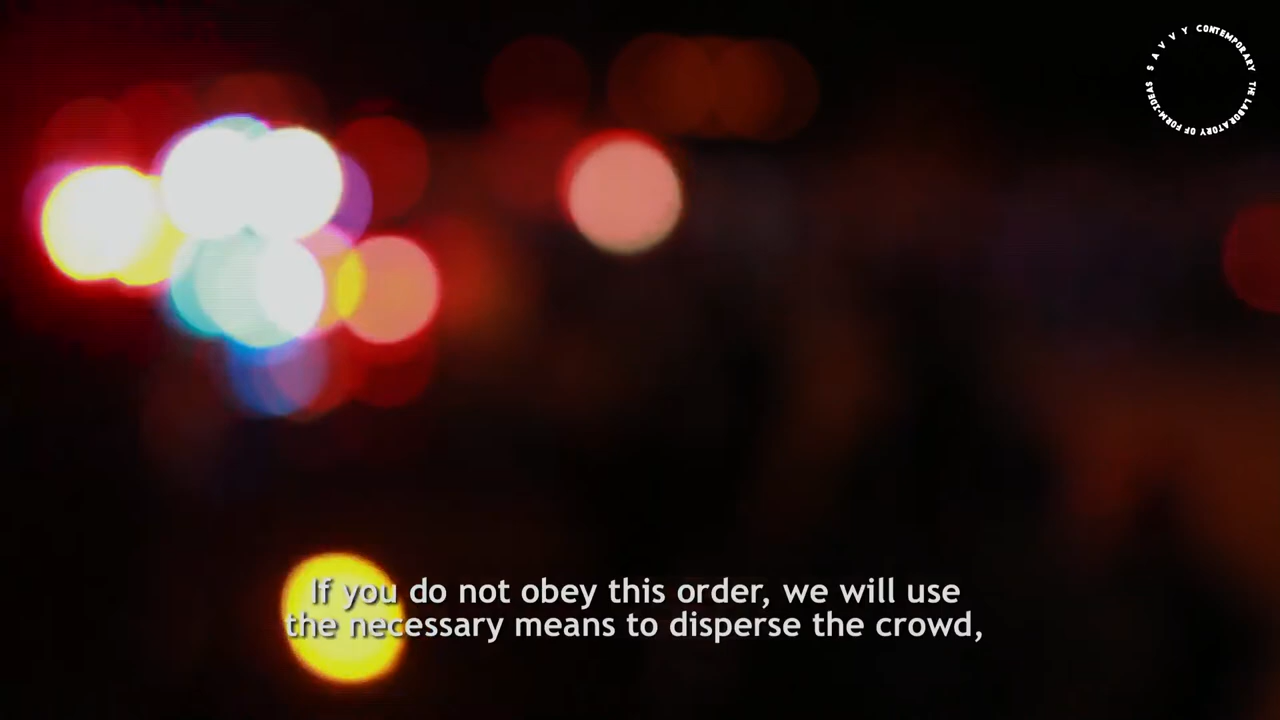 SAVVY CONTEMPORARY THE LABORATORY OF FORM-IDEAS
If you do not obey this order, we will use
the necessary means to disperse the crowd,